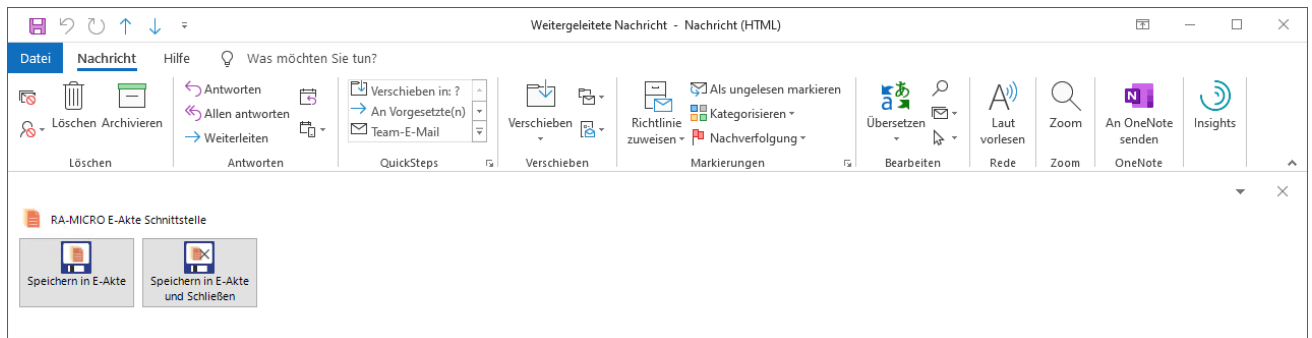 Weitergeleitete Nachricht - Nachricht (HTML)
Datei Nachricht Hilfe Was möchten Sie tun?
Löschen Archivieren
Löschen
Antworten
Allen antworten
Weiterleiten
Antworten
Verschieben in: ?
An Vorgesetzte(n)
Team-E-Mail
QuickSteps
Verschieben
Verschieben
Richtlinie
zuweisen
Als ungelesen markieren
Kategorisieren
Nachverfolgung
Markierungen
Übersetzen
Bearbeiten
Laut
vorlesen
Rede
Zoom
Zoom
An OneNote
senden
OneNote
Insights
RA-MICRO E-Akte Schnittstelle
Speichern in E-Akte
Speichern in E-Akte
und Schließen